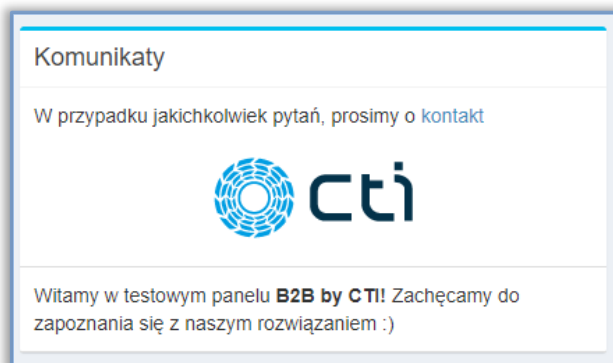 Komunikaty
W przypadku jakichkolwiek pytań, prosimy o kontakt
cti
Witamy w testowym panelu B2B by CTI! Zachęcamy do
zapoznania się z naszym rozwiązaniem :)